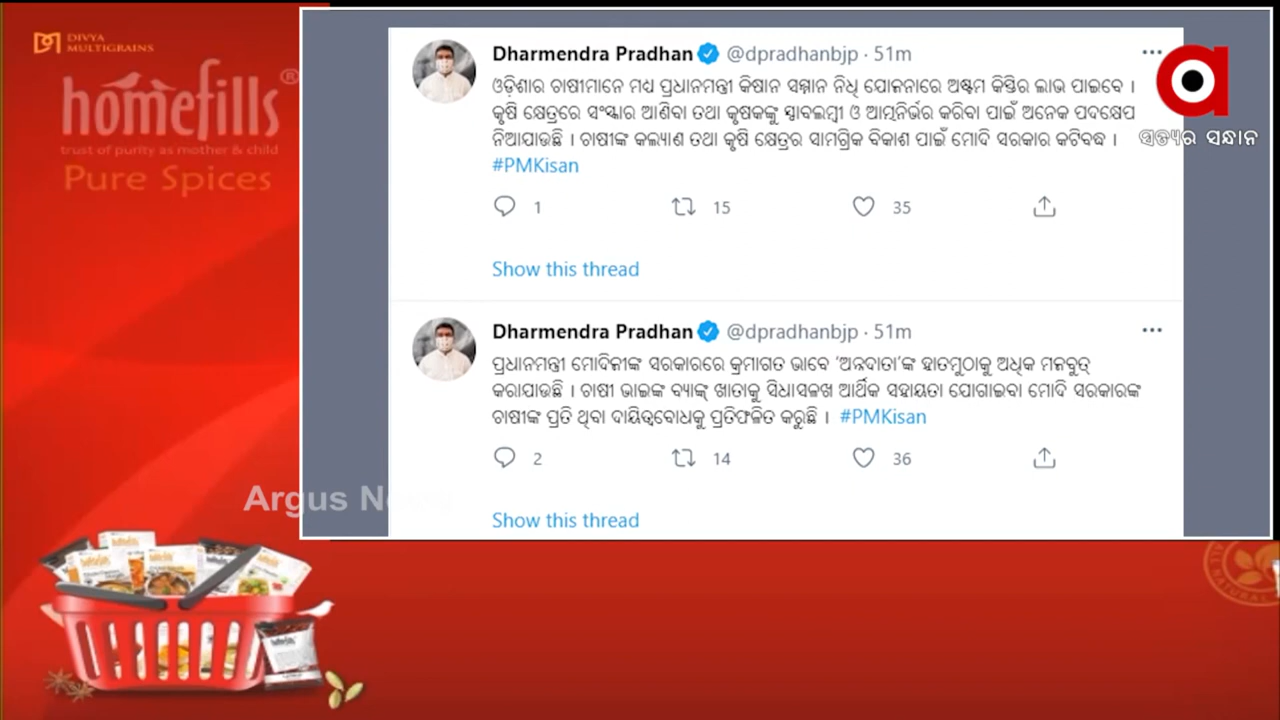 DIVYA
MULTIGRAINS
homefills®
trust of purity as mother & child
Pure Spices
Dharmendra Pradhan @dpradhanbjp · 51m
ଓଡ଼ିଶାର ଚାଷୀମାନେ ମଧ୍ୟ ପ୍ରଧାନମନ୍ତ୍ରୀ କିଷାନ ସମ୍ମାନ ନିଧି ଯୋଜନାରେ ଅଷ୍ଟମ କିସ୍ତିର ଲାଭ ପାଇବେ ।
କୃଷି କ୍ଷେତ୍ରରେ ସଂସ୍କାର ଆଣିବା ତଥା କୃଷକଙ୍କୁ ସ୍ଵାବଲମ୍ବୀ ଓ ଆତ୍ମନିର୍ଭର କରିବା ପାଇଁ ଅନେକ ପଦକ୍ଷେପ
ନିଆଯାଉଛି । ଚାଷୀଙ୍କ କଲ୍ୟାଣ ତଥା କୃଷି କ୍ଷେତ୍ରର ସାମଗ୍ରିକ ବିକାଶ ପାଇଁ ମୋଦି ସରକାର କଟିବଦ୍ଧ ।
#PMKisan
1 15 35
Show this thread
Dharmendra Pradhan @dpradhanbjp · 51m
ପ୍ରଧାନମନ୍ତ୍ରୀ ମୋଦିଜୀଙ୍କ ସରକାରରେ କ୍ରମାଗତ ଭାବେ ‘ଅନ୍ନଦାତା’ଙ୍କ ହାତମୁଠାକୁ ଅଧିକ ମଜବୁତ୍
କରାଯାଉଛି । ଚାଷୀ ଭାଇଙ୍କ ବ୍ୟାଙ୍କ୍ ଖାତାକୁ ସିଧାସଳଖ ଆର୍ଥିକ ସହାୟତା ଯୋଗାଇବା ମୋଦି ସରକାରଙ୍କ
ଚାଷୀଙ୍କ ପ୍ରତି ଥିବା ଦାୟିତ୍ୱବୋଧକୁ ପ୍ରତିଫଳିତ କରୁଛି । #PMKisan
2 14 36
Show this thread
ସତ୍ୟର ସନ୍ଧାନ
Argus News